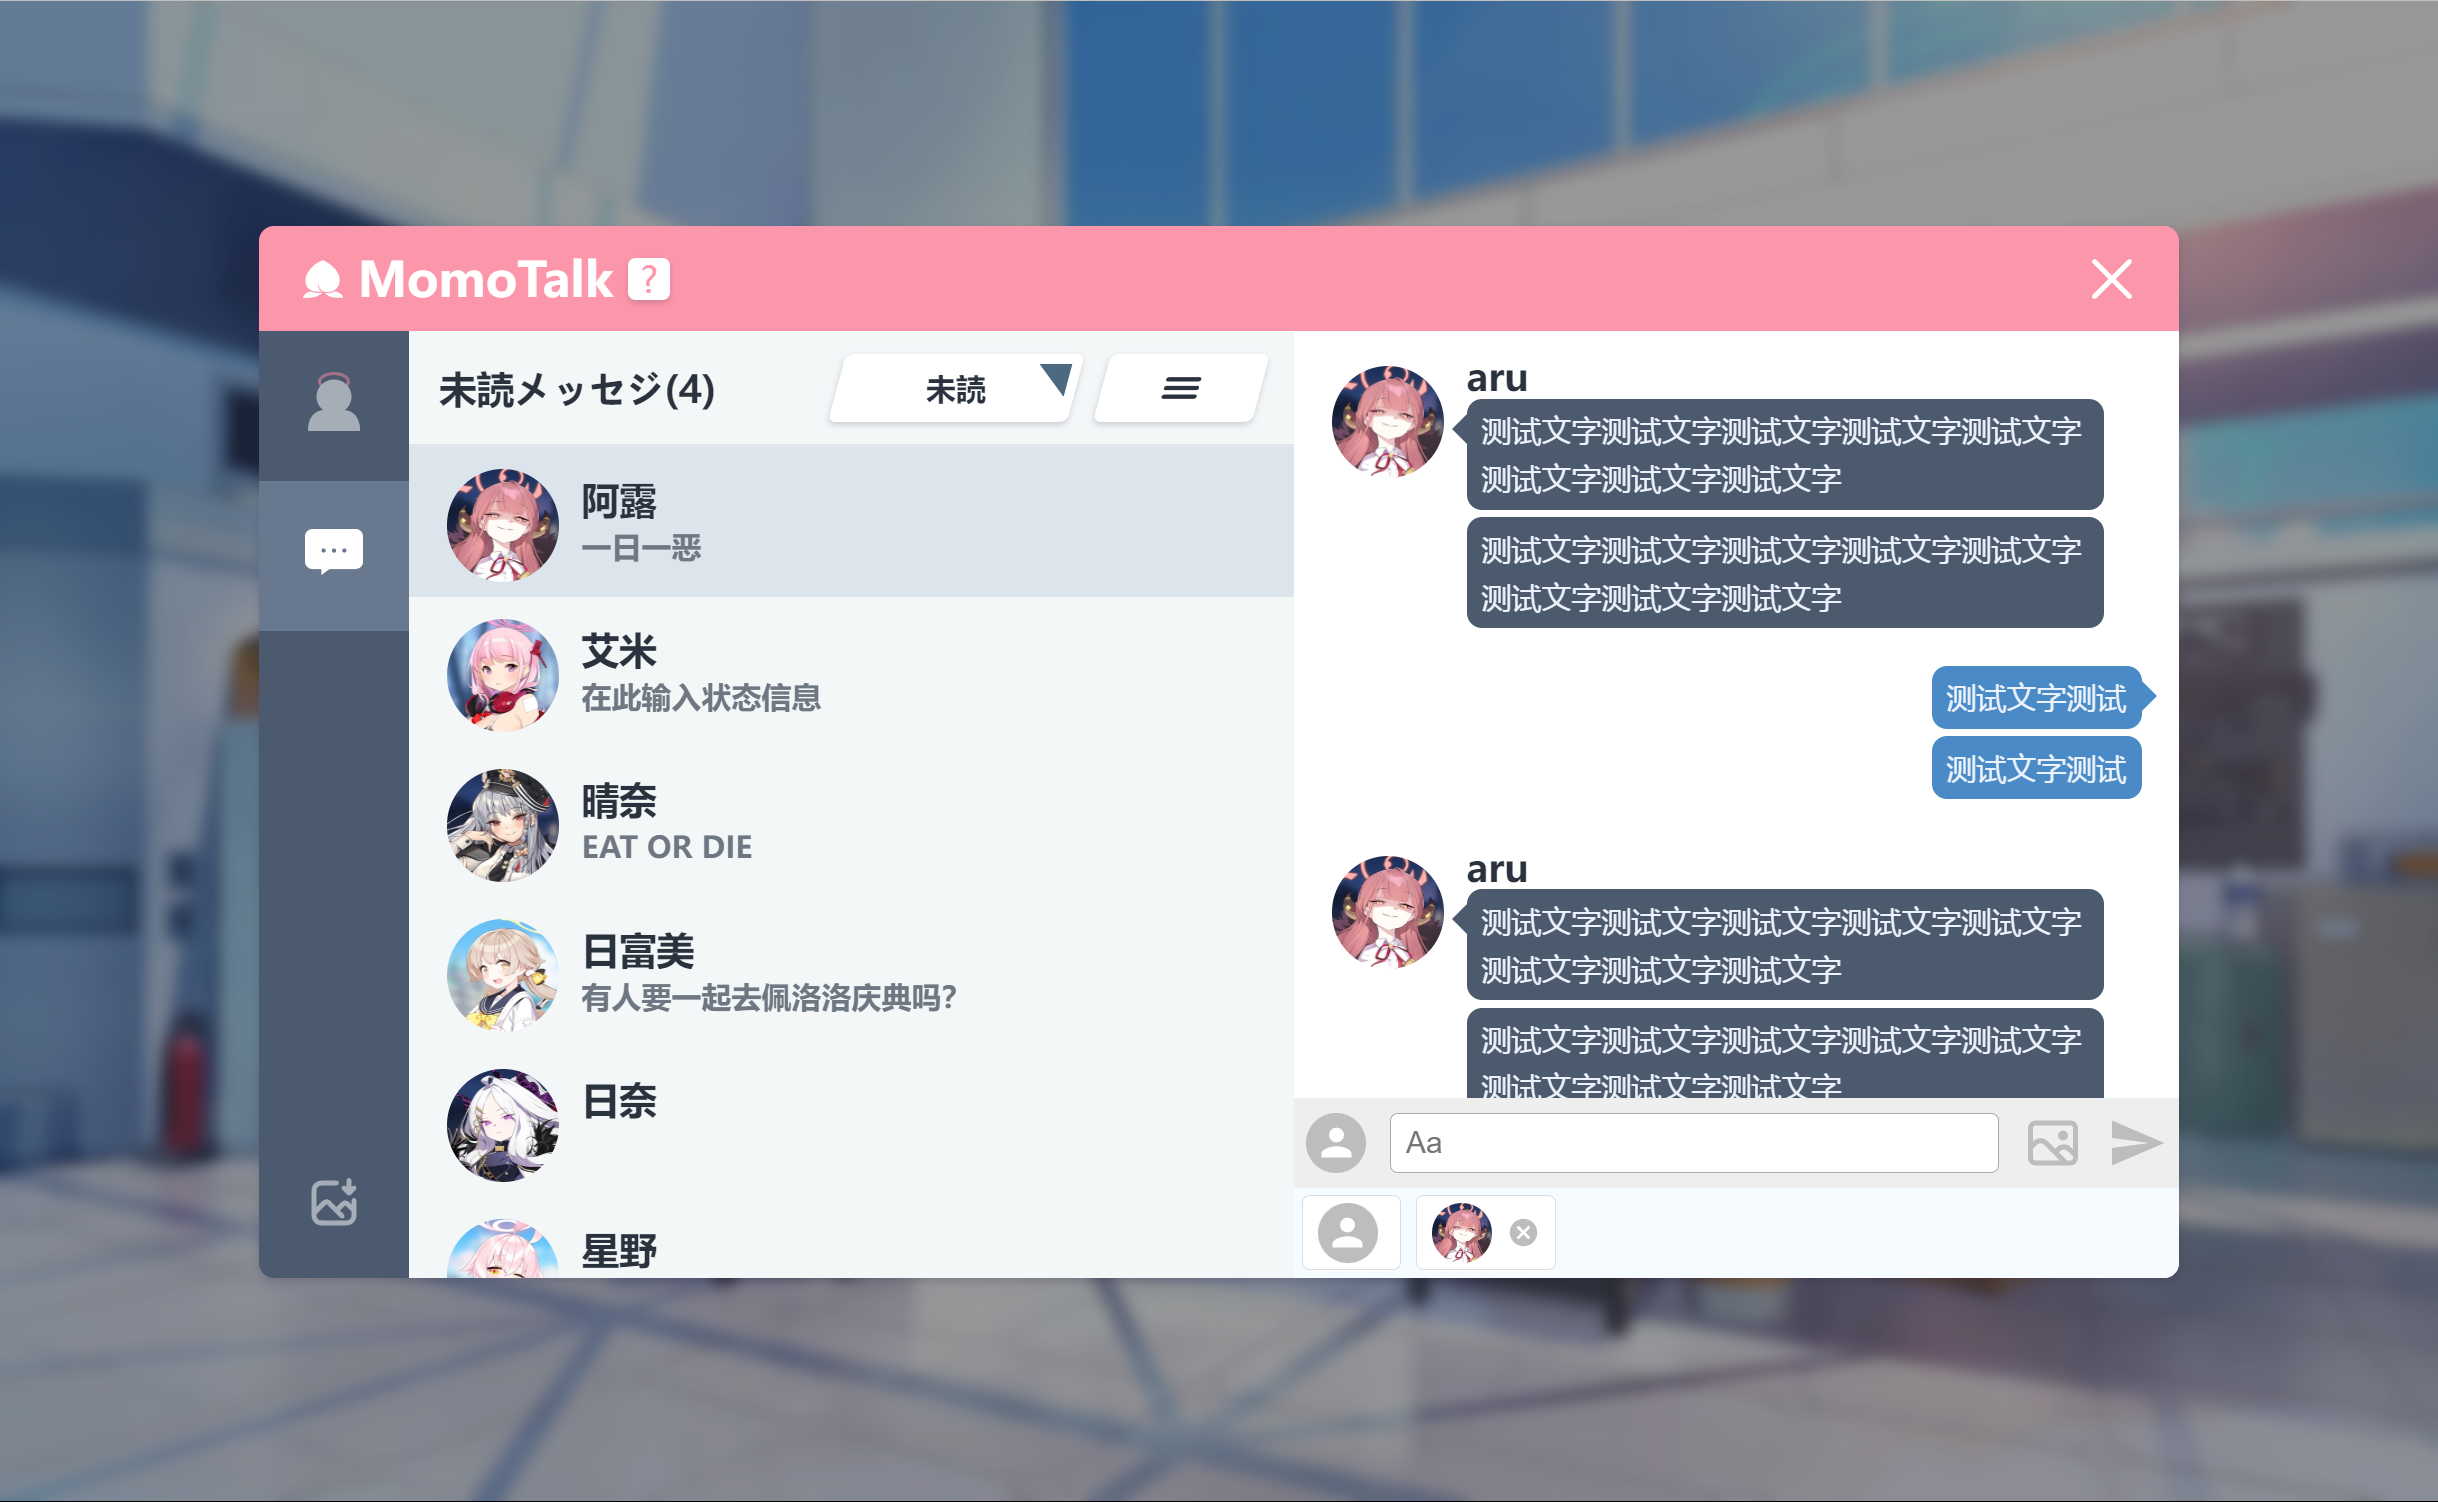 MomoTalk ?
未読メッセジ(4)
未読
阿露
一日一恶
艾米
在此输入状态信息
晴奈
EAT OR DIE
日富美
有人要一起去佩洛洛庆典吗?
日奈
星野
aru
测试文字测试文字测试文字测试文字测试文字
测试文字测试文字测试文字
测试文字测试文字测试文字测试文字测试文字
测试文字测试文字测试文字
测试文字测试
测试文字测试
aru
测试文字测试文字测试文字测试文字测试文字
测试文字测试文字测试文字
测试文字测试文字测试文字测试文字测试文字
测试文字测试文字测试文字
Aa